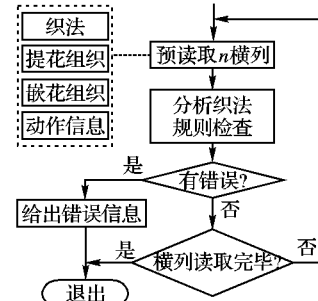 织法
提花组织
嵌花组织
动作信息
预读取n横列
分析织法
规则检查
有错误?
是
否
给出错误信息
横列读取完毕?
是
否
退出